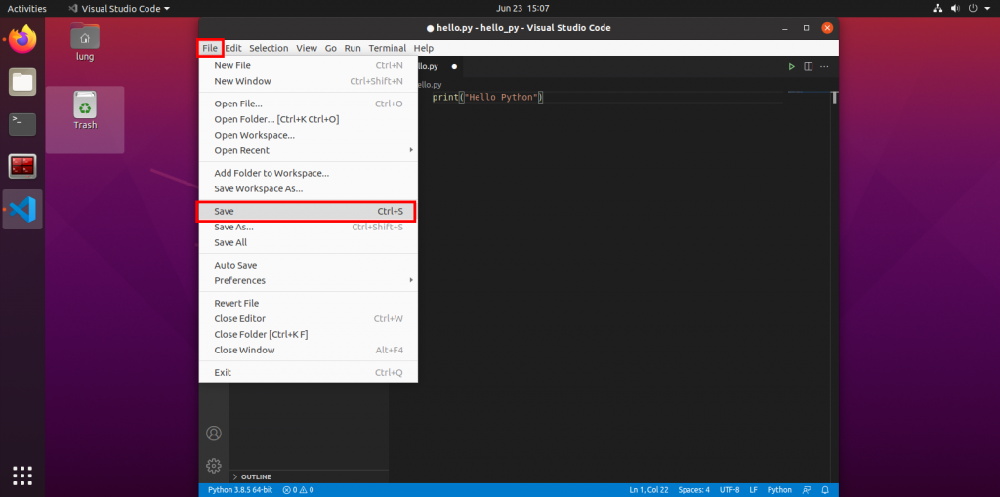 Activities Visual Studio Code Jun 23 15:07
lung
Trash
>_
● hello.py - hello_py - Visual Studio Code
File Edit Selection View Go Run Terminal Help
New File Ctrl+N
New Window Ctrl+Shift+N
Open File... Ctrl+O
Open Folder... [Ctrl+K Ctrl+O]
Open Workspace...
Open Recent
Add Folder to Workspace...
Save Workspace As...
Save Ctrl+S
Save As... Ctrl+Shift+S
Save All
Auto Save
Preferences
Revert File
Close Editor Ctrl+W
Close Folder [Ctrl+K F]
Close Window Alt+F4
Exit Ctrl+Q
llo.py
ello.py
print("Hello Python")
OUTLINE
Python 3.8.5 64-bit 0 0 Ln 1, Col 22 Spaces: 4 UTF-8 LF Python